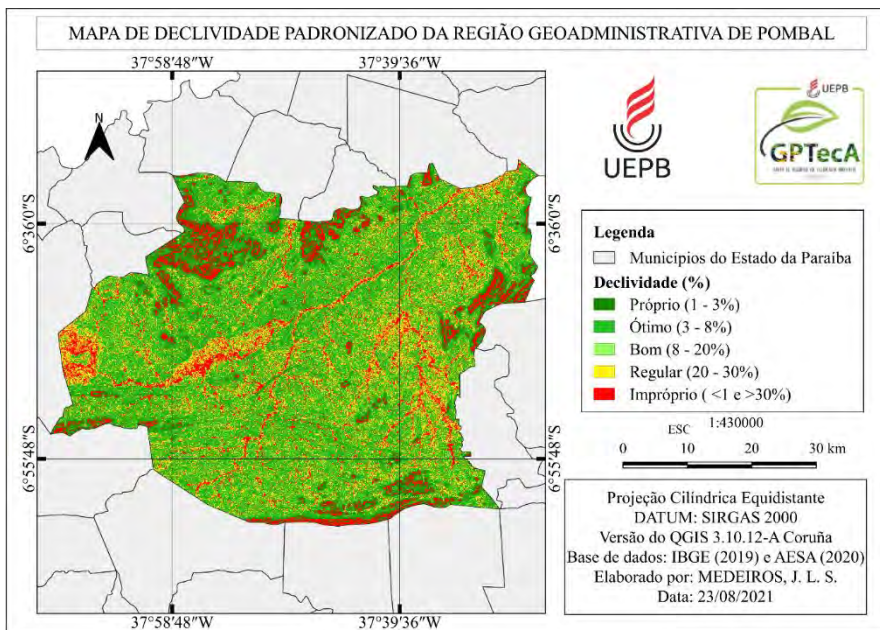 MAPA DE DECLIVIDADE PADRONIZADO DA REGIÃO GEOADMINISTRATIVA DE POMBAL
37°58'48"W
37°39'36"W
N
6°36'0"S
6°36'0"S
6°55'48"S
6°55'48"S
37°58'48"W
37°39'36"W
UEPB
UEPB
GPTecA
Legenda
Municípios do Estado da Paraíba
Declividade (%)
Próprio (1 - 3%)
Ótimo (3 - 8%)
Bom (8 - 20%)
Regular (20 - 30%)
Impróprio ( <1 e >30%)
ESC 1:430000
0 10 20 30 km
Projeção Cilíndrica Equidistante
DATUM: SIRGAS 2000
Versão do QGIS 3.10.12-A Coruña
Base de dados: IBGE (2019) e AESA (2020)
Elaborado por: MEDEIROS, J. L. S.
Data: 23/08/2021